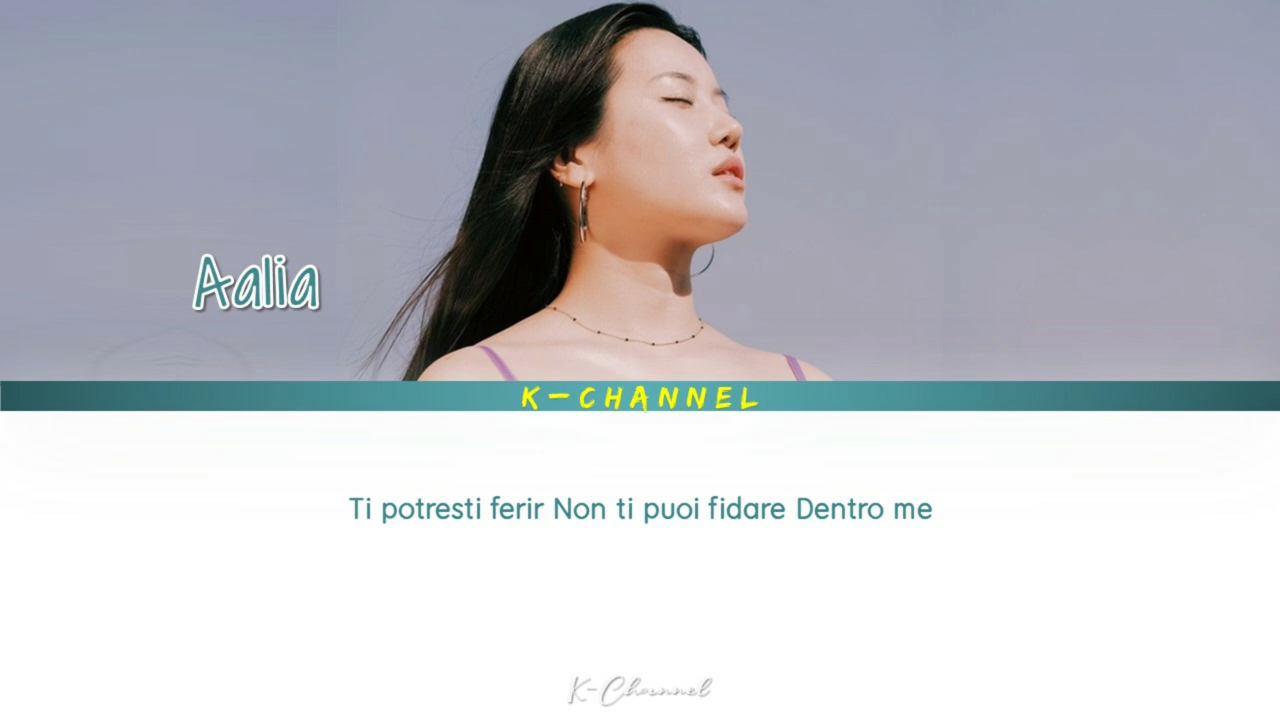 Aalia
K-CHANNEL
Ti potresti ferir Non ti puoi fidare Dentro me
K-Channel